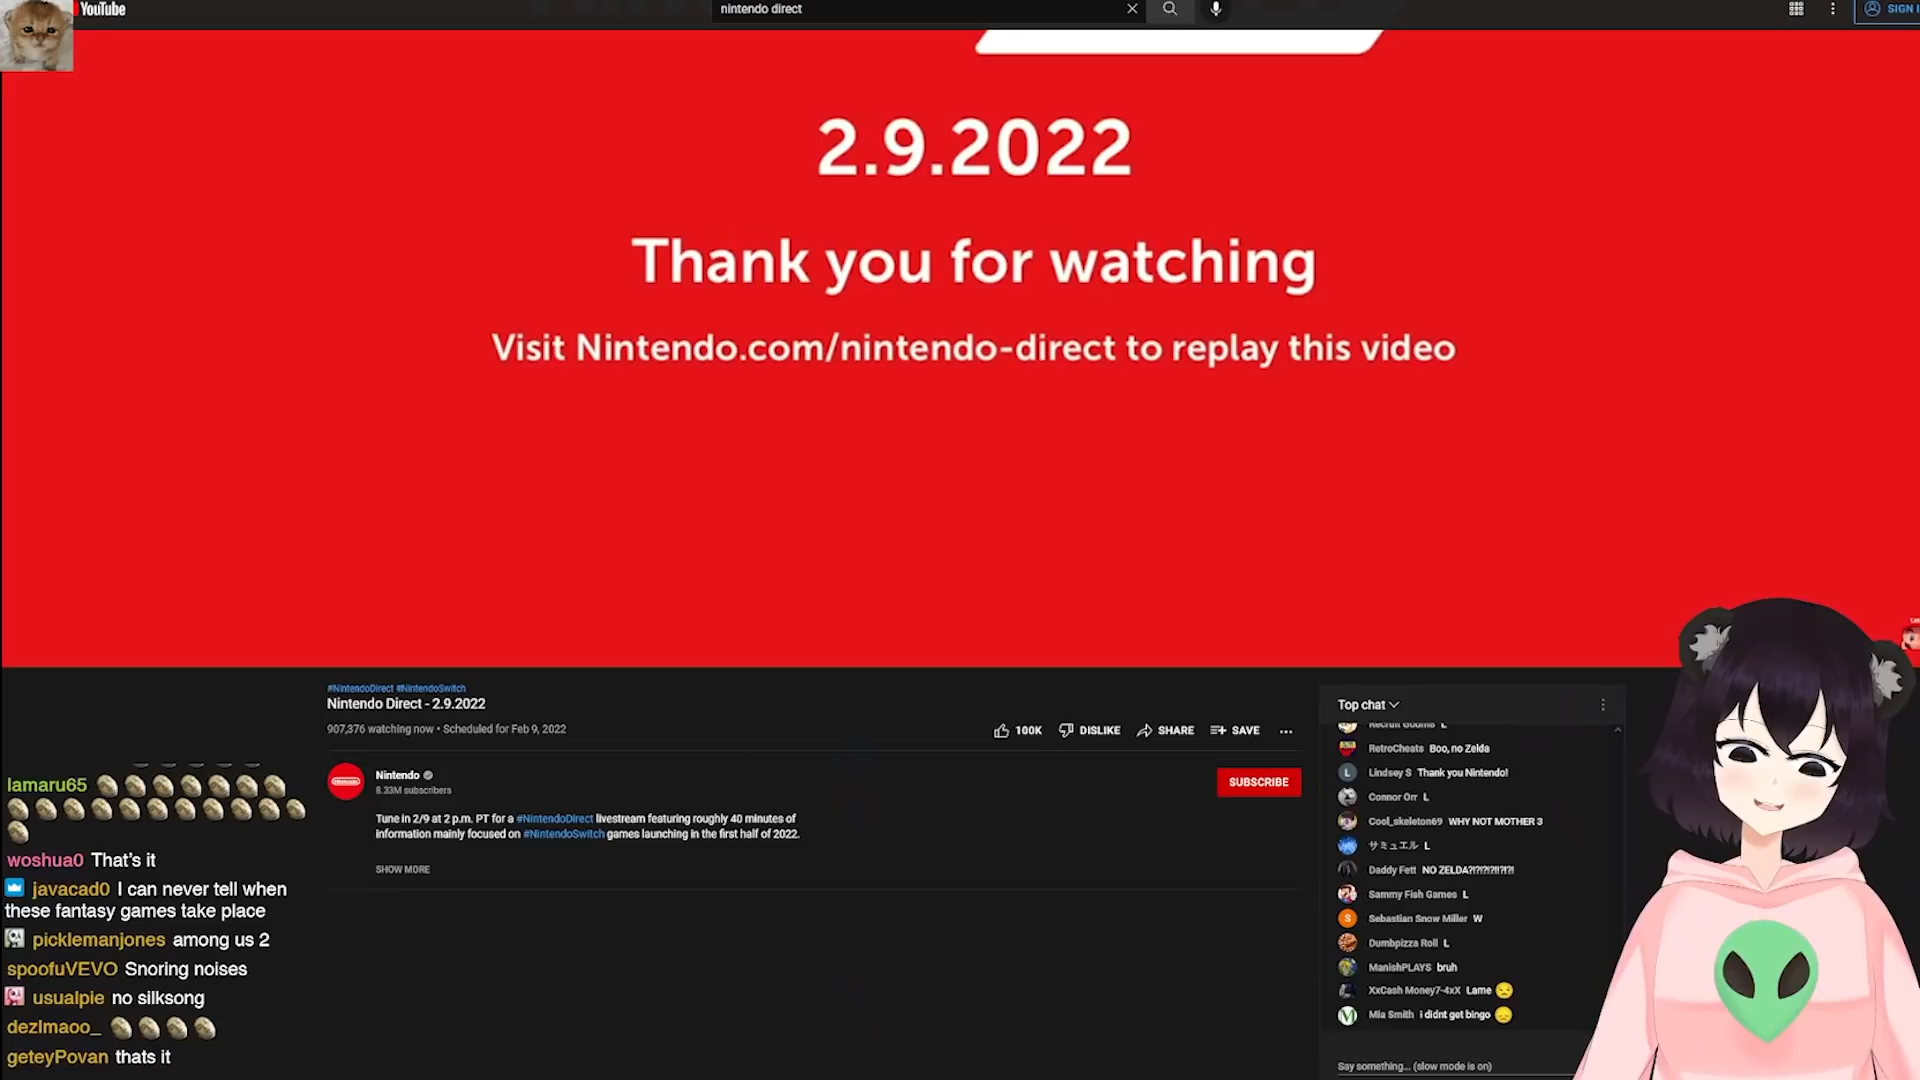 YouTube
nintendo direct
SIGN I
2.9.2022
Thank you for watching
Visit Nintendo.com/nintendo-direct to replay this video
#NintendoDirect #NintendoSwitch
Nintendo Direct - 2.9.2022
907,376 watching now • Scheduled for Feb 9, 2022
100K
DISLIKE
SHARE
SAVE
Nintendo
Nintendo
8.33M subscribers
SUBSCRIBE
Tune in 2/9 at 2 p.m. PT for a #NintendoDirect livestream featuring roughly 40 minutes of
information mainly focused on #NintendoSwitch games launching in the first half of 2022.
SHOW MORE
lamaru65
woshua0 That's it
javacad0 I can never tell when
these fantasy games take place
picklemanjones among us 2
spoofuVEVO Snoring noises
usualpie no silksong
dezlmaoo_
geteyPovan thats it
Top chat
L
RetroCheats Boo, no Zelda
L Lindsey S Thank you Nintendo!
Connor Orr L
Cool_skeleton69 WHY NOT MOTHER 3
サミュエル L
Daddy Fett NO ZELDA?!?!?!?!!?!?!
Sammy Fish Games L
S Sebastian Snow Miller W
Dumbpizza Roll L
ManishPLAYS bruh
XxCash Money7-4xX Lame
Mia Smith i didnt get bingo
Say something... (slow mode is on)